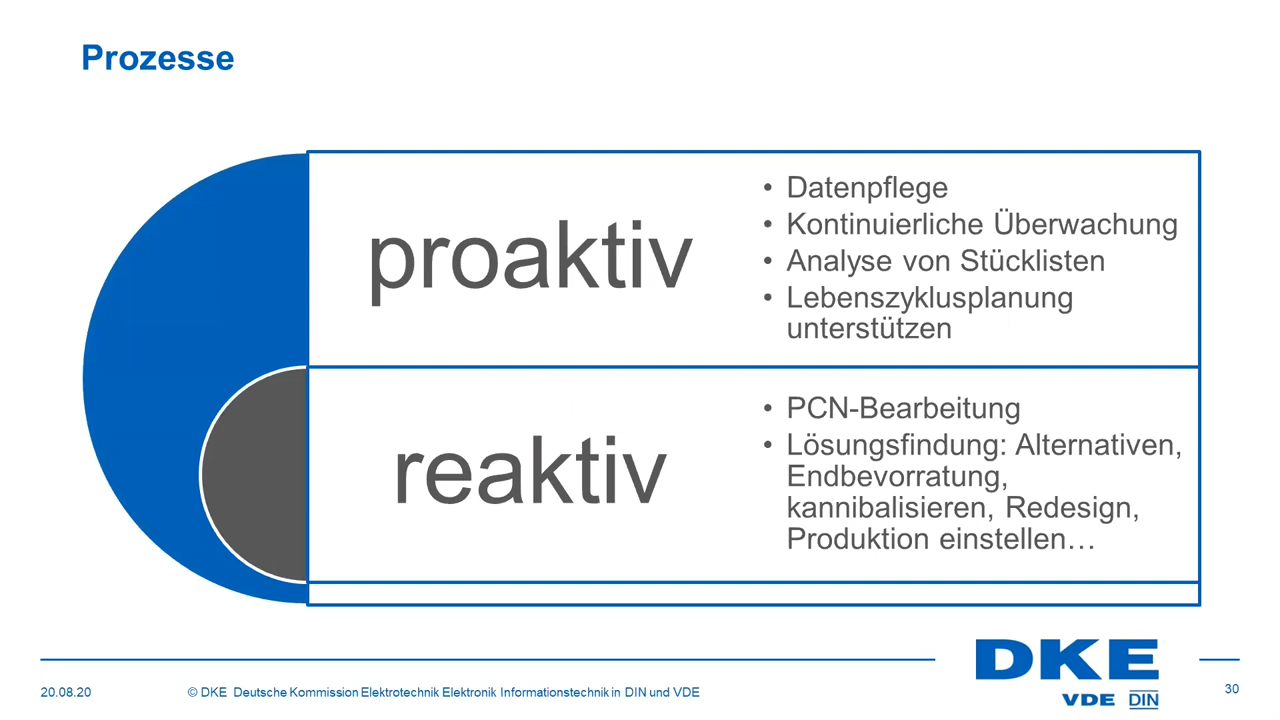 Prozesse
proaktiv
• Datenpflege
• Kontinuierliche Überwachung
• Analyse von Stücklisten
• Lebenszyklusplanung
unterstützen
reaktiv
• PCN-Bearbeitung
• Lösungsfindung: Alternativen,
Endbevorratung,
kannibalisieren, Redesign,
Produktion einstellen…
DKE
VDE DIN
20.08.20
© DKE Deutsche Kommission Elektrotechnik Elektronik Informationstechnik in DIN und VDE
30